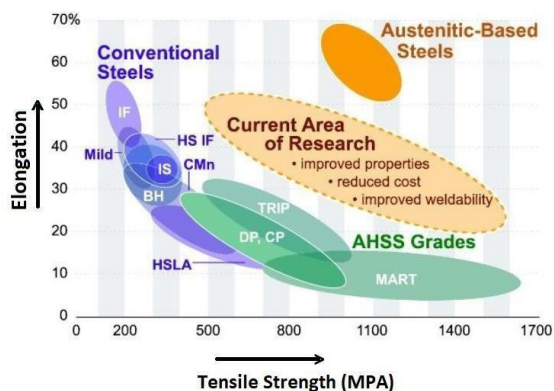 70%
60
50
40
30
20
10
0
Elongation
Conventional
Steels
IF
Mild
HS IF
IS
CMn
BH
HSLA
Austenitic-Based
Steels
Current Area
of Research
• improved properties
• reduced cost
• improved weldability
TRIP
DP, CP
AHSS Grades
MART
0 200 500 800 1100 1400 1700
Tensile Strength (MPA)